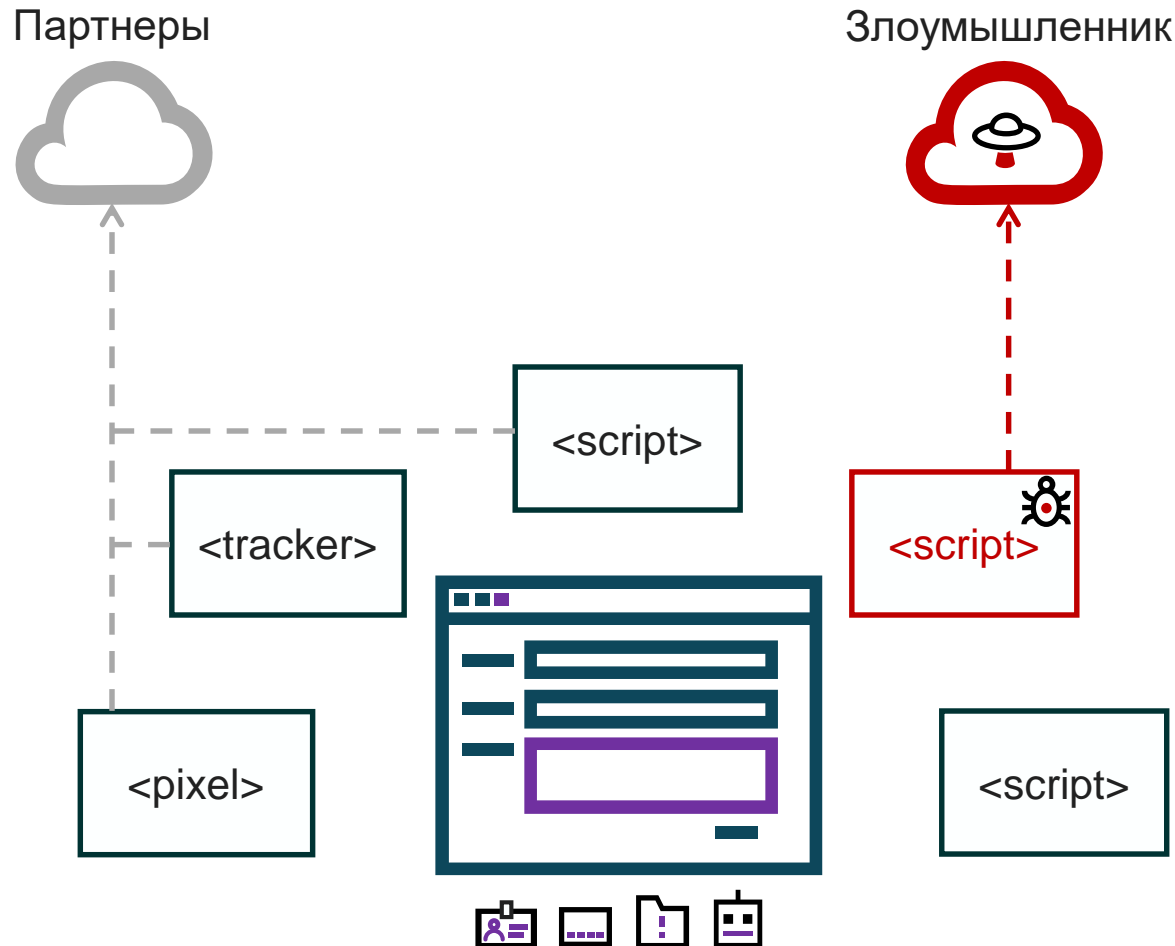 Партнеры
Злоумышленник
<script>
<tracker>
<script>
<pixel>
<script>